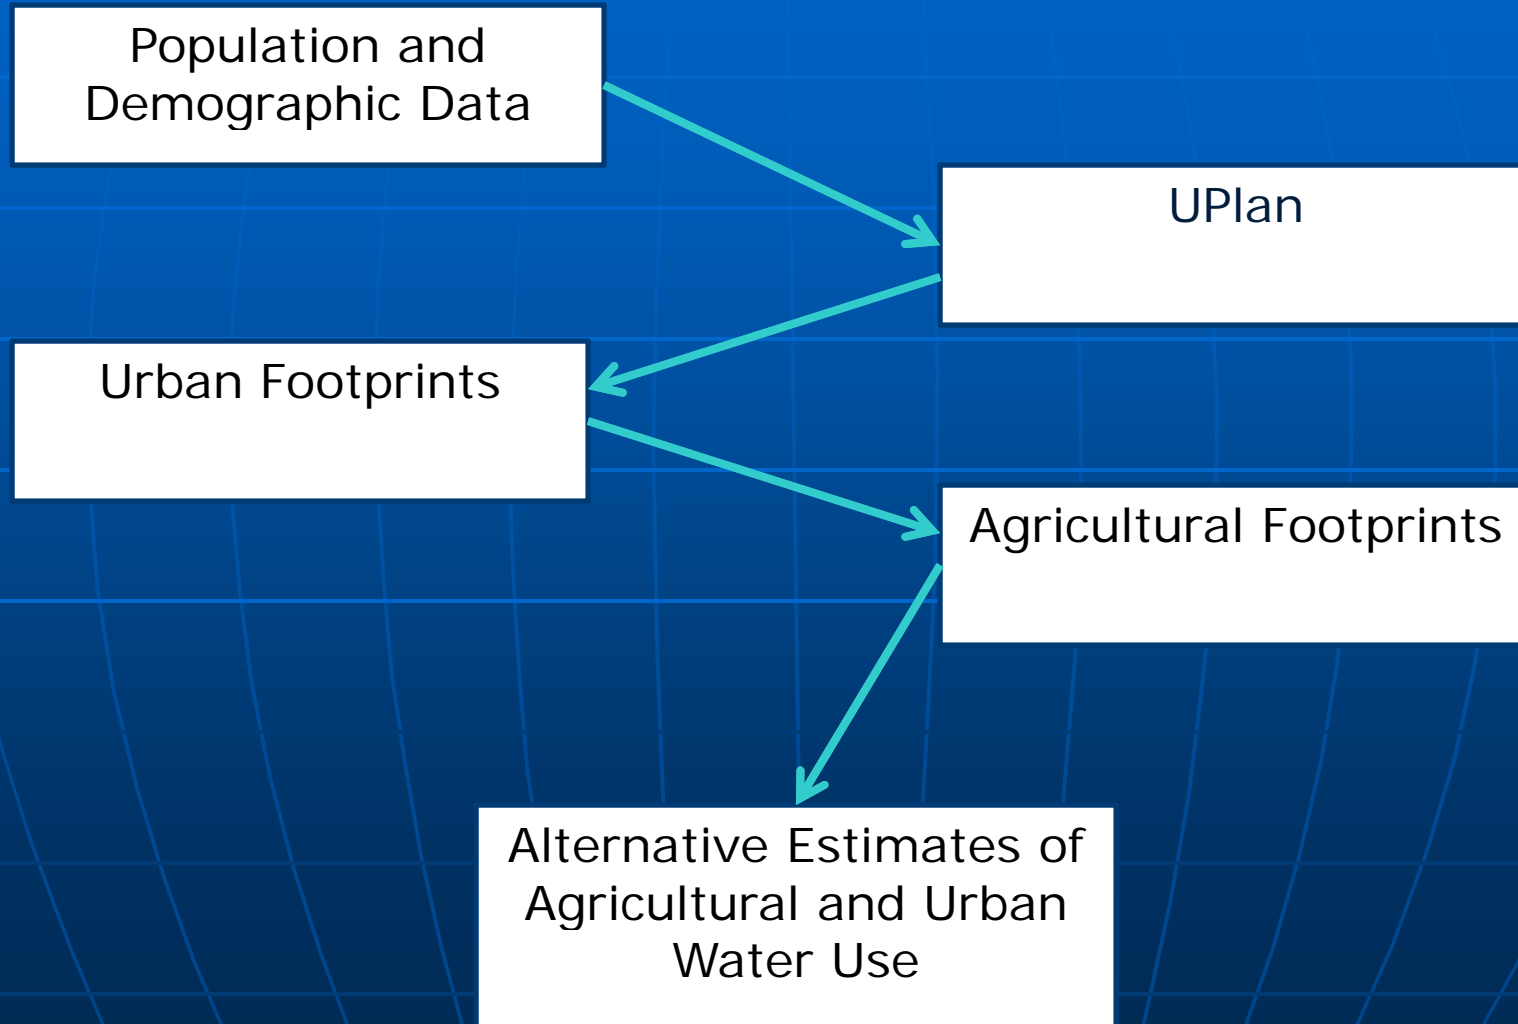 Population and
Demographic Data
UPlan
Urban Footprints
Agricultural Footprints
Alternative Estimates of
Agricultural and Urban
Water Use